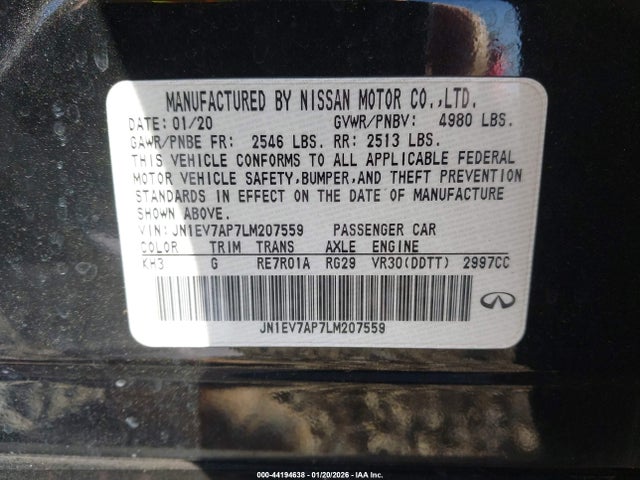 MANUFACTURED BY NISSAN MOTOR CO.,LTD.
DATE: 01/20 GVWR/PNBV: 4980 LBS.
GAWR/PNBE FR: 2546 LBS. RR: 2513 LBS.
THIS VEHICLE CONFORMS TO ALL APPLICABLE FEDERAL
MOTOR VEHICLE SAFETY, BUMPER, AND THEFT PREVENTION
STANDARDS IN EFFECT ON THE DATE OF MANUFACTURE
SHOWN ABOVE.
VIN: JN1EV7AP7LM207559 PASSENGER CAR
COLOR TRIM TRANS AXLE ENGINE
KH3 G RE7R01A RG29 VR30(DDTT) 2997CC
JN1EV7AP7LM207559
000-44194638 - 01/20/2026 - IAA Inc.